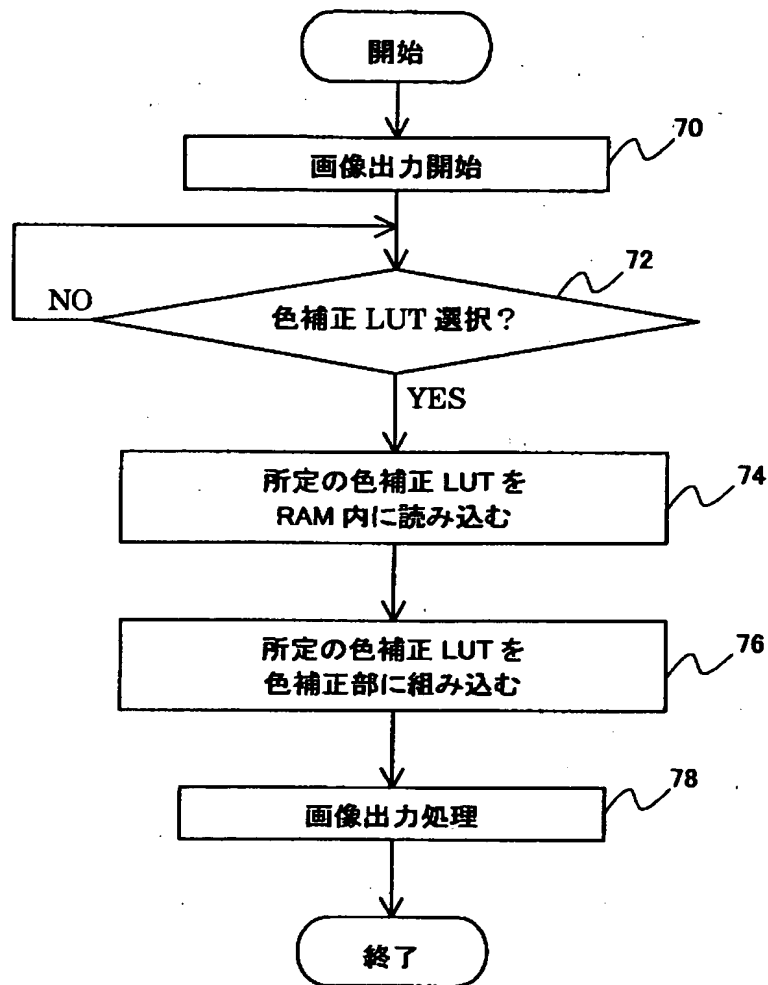 開始
70
画像出力開始
72
NO
色補正 LUT 選択？
YES
74
所定の色補正 LUT を
RAM 内に読み込む
76
所定の色補正 LUT を
色補正部に組み込む
78
画像出力処理
終了